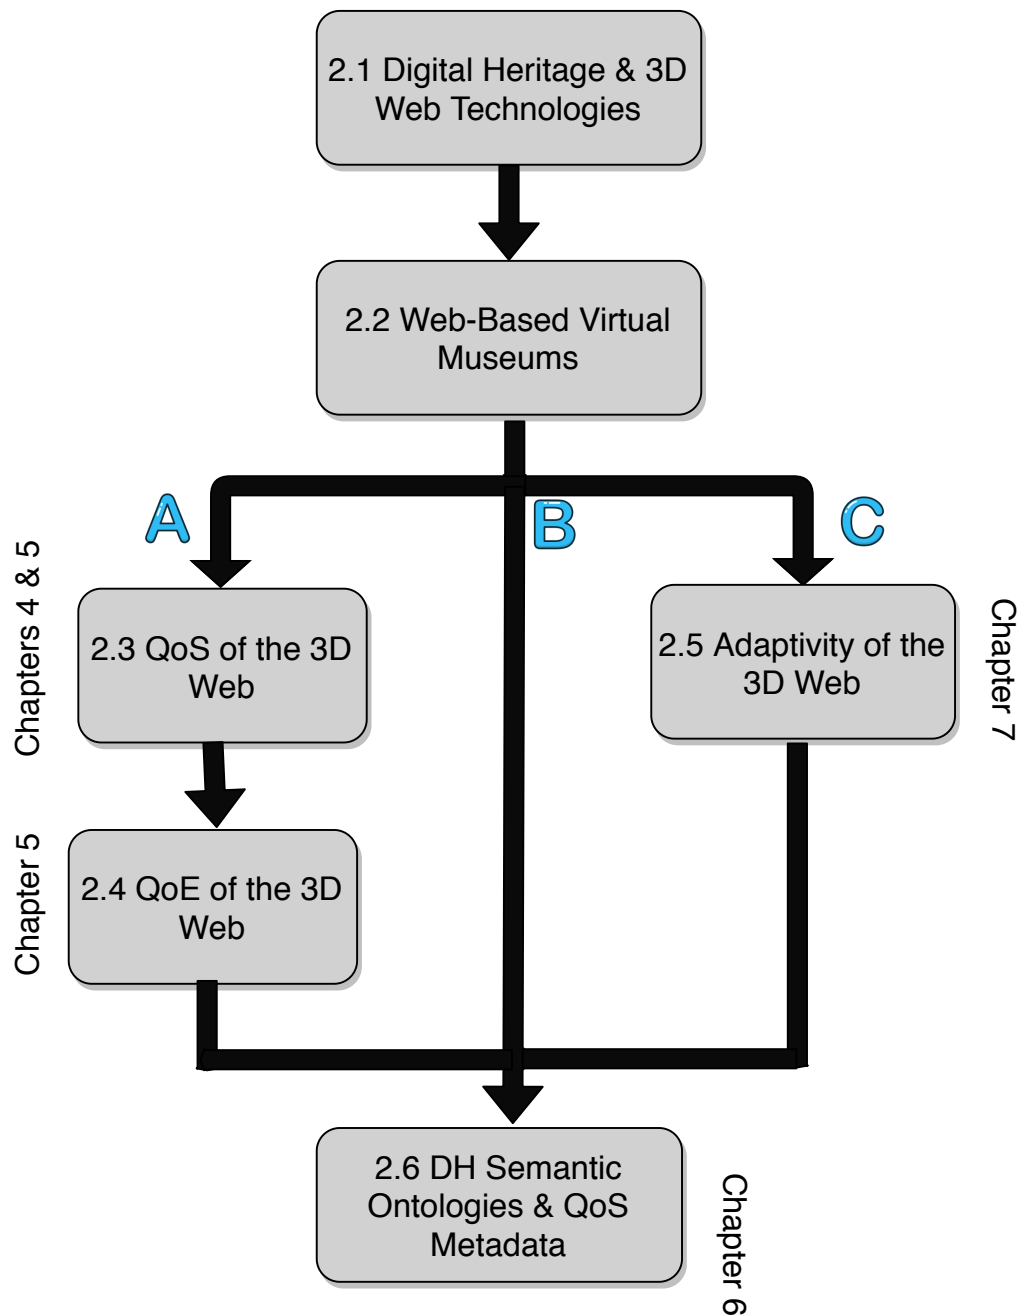 2.1 Digital Heritage & 3D
Web Technologies
2.2 Web-Based Virtual
Museums
A
B
C
Chapters 4 & 5
2.3 QoS of the 3D
Web
2.5 Adaptivity of the
3D Web
Chapter 7
Chapter 5
2.4 QoE of the 3D
Web
2.6 DH Semantic
Ontologies & QoS
Metadata
Chapter 6